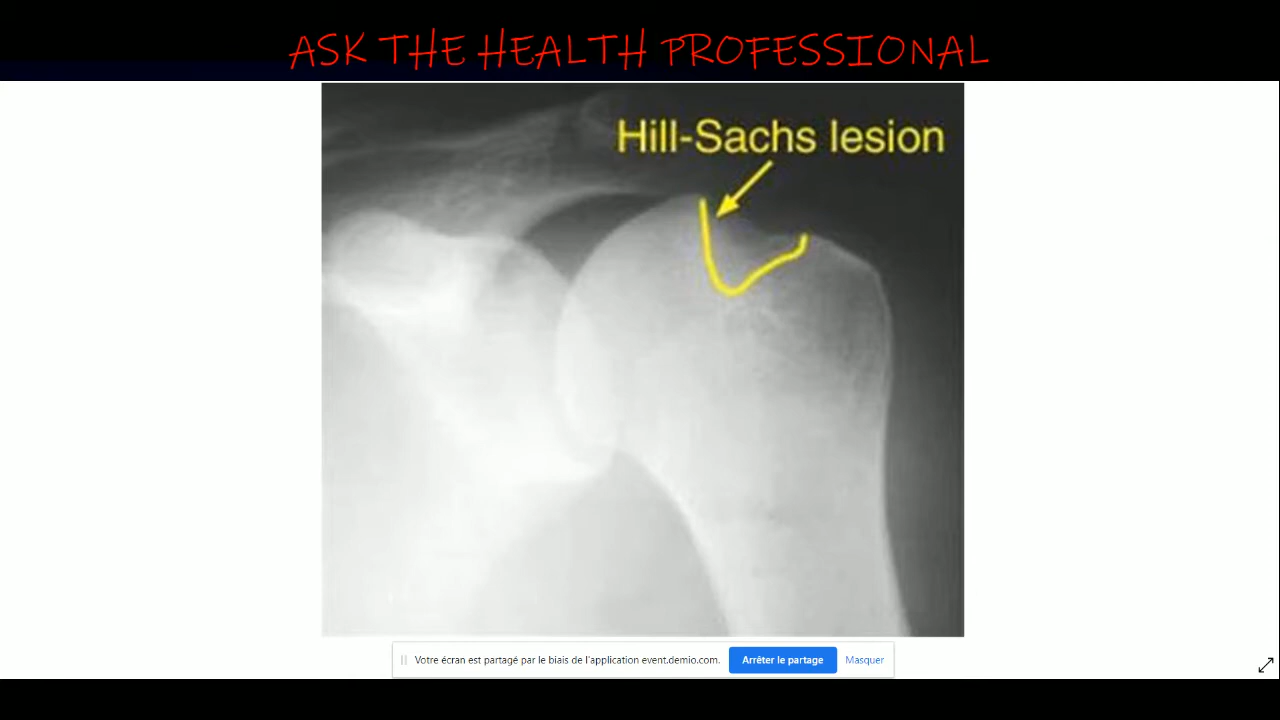 ASK THE HEALTH PROFESSIONAL
Hill-Sachs lesion
Votre écran est partagé par le biais de l'application event.demio.com.
Arrêter le partage
Masquer